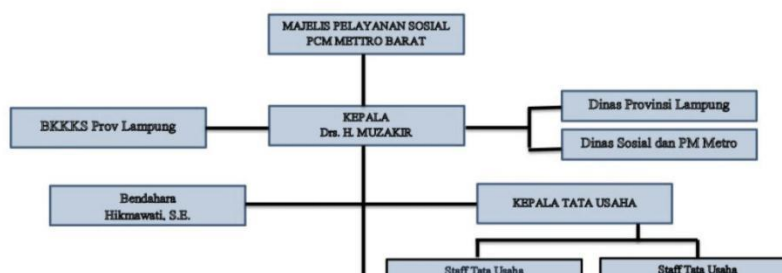 MAJELIS PELAYANAN SOSIAL
PCM METTRO BARAT
BKKKS Prov Lampung
KEPALA
Drs. H. MUZAKIR
Dinas Provinsi Lampung
Dinas Sosial dan PM Metro
Bendahara
Hikmawati, S.E.
KEPALA TATA USAHA
Staff Tata Usaha
Staff Tata Usaha